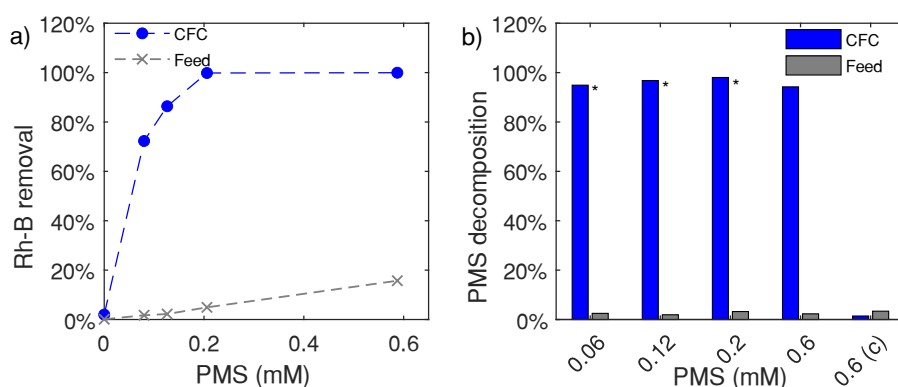 a)
120%
100%
80%
60%
40%
20%
0%
Rh-B removal
CFC
Feed
0
0.2
0.4
0.6
PMS (mM)
b)
120%
100%
80%
60%
40%
20%
0%
PMS decomposition
CFC
Feed
*
*
*
0.06
0.12
0.2
0.6
0.6 (c)
PMS (mM)